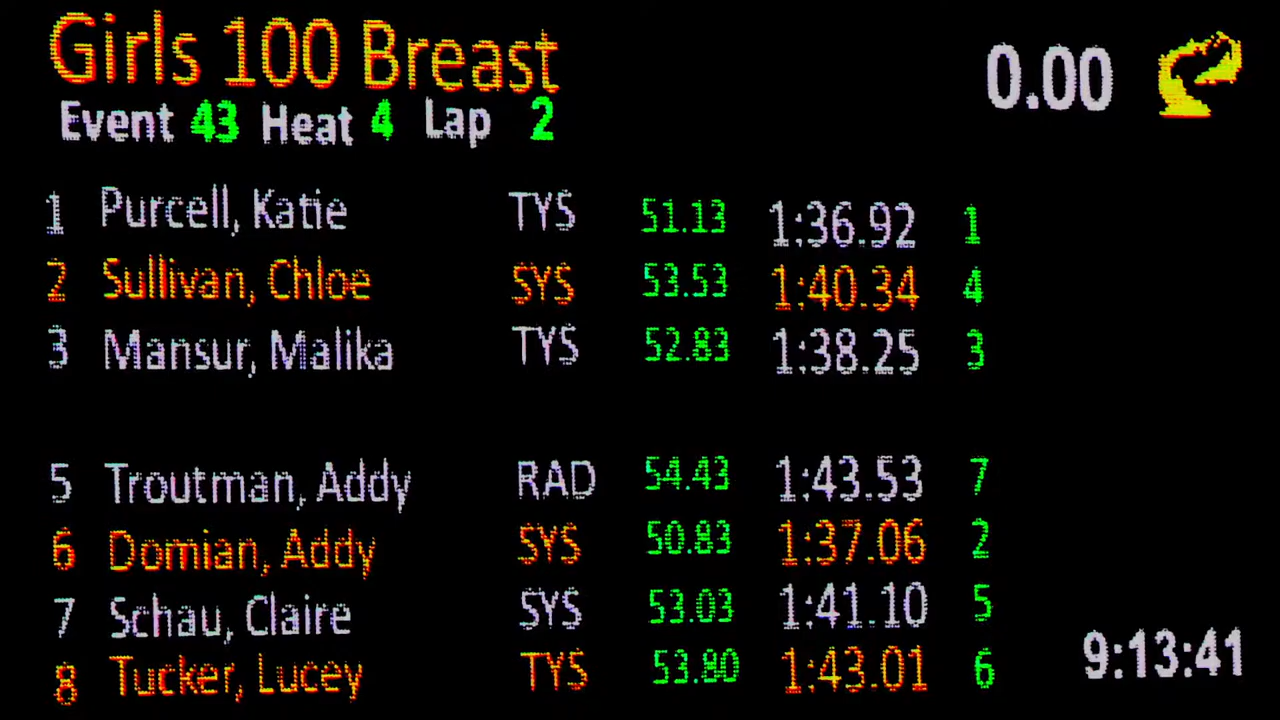 Girls 100 Breast
0.00
Event 43 Heat 4 Lap 2
1 Purcell, Katie TYS 51.13 1:36.92 1
2 Sullivan, Chloe SYS 53.53 1:40.34 4
3 Mansur, Malika TYS 52.83 1:38.25 3
5 Troutman, Addy RAD 54.43 1:43.53 7
6 Domian, Addy SYS 50.83 1:37.06 2
7 Schau, Claire SYS 53.03 1:41.10 5
8 Tucker, Lucey TYS 53.80 1:43.01 6
9:13:41